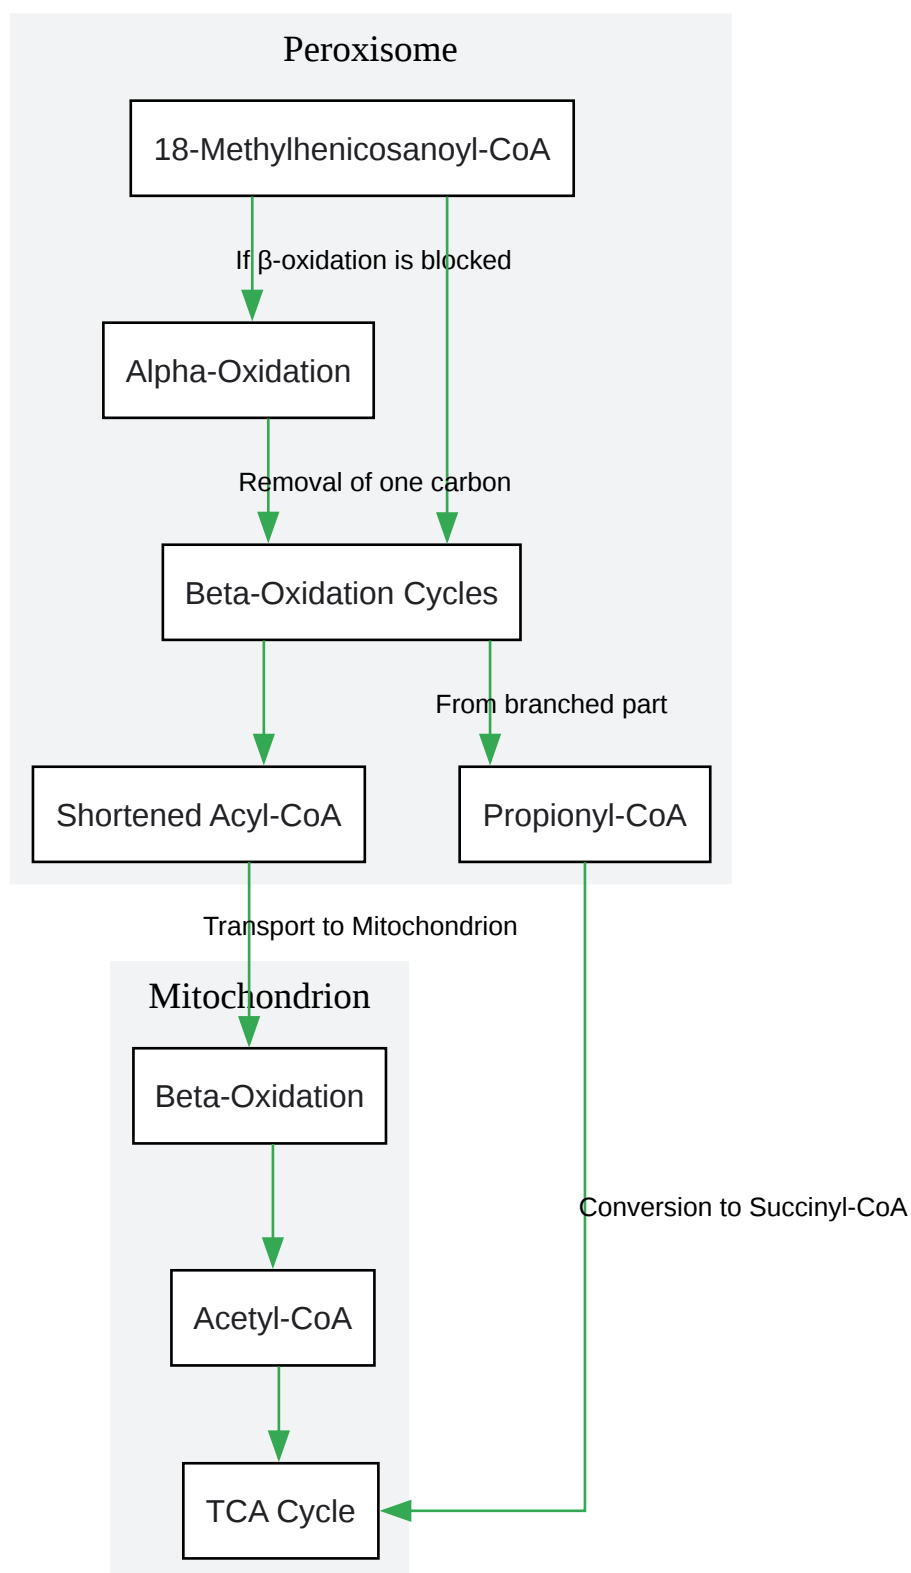 Peroxisome
18-Methylhenicosanoyl-CoA
If β-oxidation is blocked
Alpha-Oxidation
Removal of one carbon
Beta-Oxidation Cycles
From branched part
Shortened Acyl-CoA
Propionyl-CoA
Transport to Mitochondrion
Mitochondrion
Beta-Oxidation
Conversion to Succinyl-CoA
Acetyl-CoA
TCA Cycle